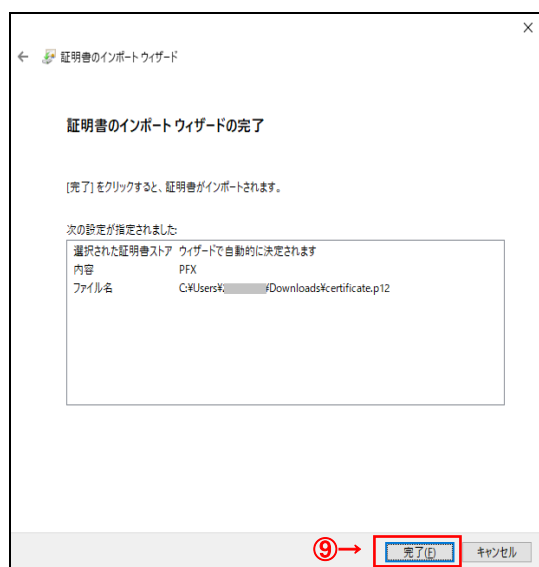 証明書のインポート ウィザード
証明書のインポート ウィザードの完了
[完了] をクリックすると、証明書がインポートされます。
次の設定が指定されました:
選択された証明書ストア ウィザードで自動的に決定されます
内容 PFX
ファイル名 C:¥Users¥ ¥Downloads¥certificate.p12
⑨→ 完了(F) キャンセル